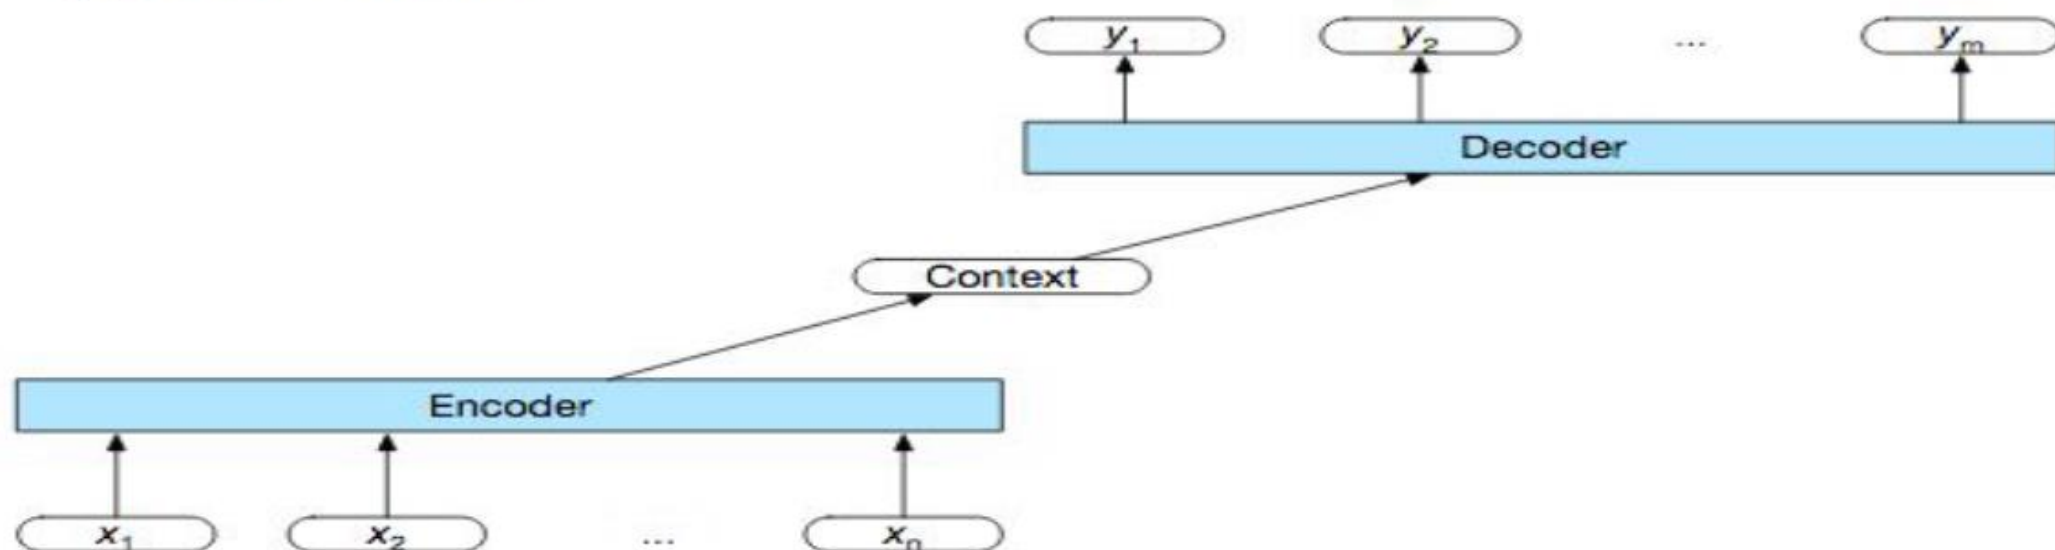 y₁ y₂ ... yₘ
Decoder
Context
Encoder
x₁ x₂ ... xₙ